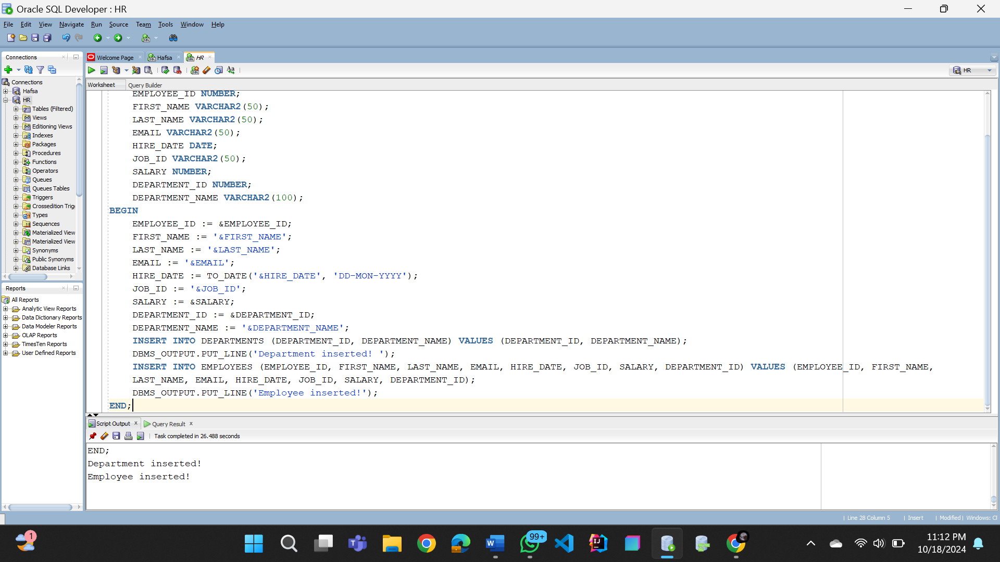 Oracle SQL Developer : HR
File Edit View Navigate Run Source Team Tools Window Help
Connections
Connections
Hafsa
HR
Tables (Filtered)
Views
Editioning Views
Indexes
Packages
Procedures
Functions
Operators
Queues
Queues Tables
Triggers
Crossedition Trig
Types
Sequences
Materialized View
Materialized View
Synonyms
Public Synonyms
Database Links
Reports
All Reports
Analytic View Reports
Data Dictionary Reports
Data Modeler Reports
OLAP Reports
TimesTen Reports
User Defined Reports
Welcome Page Hafsa HR
HR
Worksheet Query Builder
EMPLOYEE_ID NUMBER;
FIRST_NAME VARCHAR2(50);
LAST_NAME VARCHAR2(50);
EMAIL VARCHAR2(50);
HIRE_DATE DATE;
JOB_ID VARCHAR2(50);
SALARY NUMBER;
DEPARTMENT_ID NUMBER;
DEPARTMENT_NAME VARCHAR2(100);
BEGIN
EMPLOYEE_ID := &EMPLOYEE_ID;
FIRST_NAME := '&FIRST_NAME';
LAST_NAME := '&LAST_NAME';
EMAIL := '&EMAIL';
HIRE_DATE := TO_DATE('&HIRE_DATE', 'DD-MON-YYYY');
JOB_ID := '&JOB_ID';
SALARY := &SALARY;
DEPARTMENT_ID := &DEPARTMENT_ID;
DEPARTMENT_NAME := '&DEPARTMENT_NAME';
INSERT INTO DEPARTMENTS (DEPARTMENT_ID, DEPARTMENT_NAME) VALUES (DEPARTMENT_ID, DEPARTMENT_NAME);
DBMS_OUTPUT.PUT_LINE('Department inserted! ');
INSERT INTO EMPLOYEES (EMPLOYEE_ID, FIRST_NAME, LAST_NAME, EMAIL, HIRE_DATE, JOB_ID, SALARY, DEPARTMENT_ID) VALUES (EMPLOYEE_ID, FIRST_NAME,
LAST_NAME, EMAIL, HIRE_DATE, JOB_ID, SALARY, DEPARTMENT_ID);
DBMS_OUTPUT.PUT_LINE('Employee inserted!');
END;
Script Output x Query Result x
Task completed in 26.488 seconds
END;
Department inserted!
Employee inserted!
Line 28 Column 5 | Insert | Modified | Windows: CF
1
99+
11:12 PM
10/18/2024